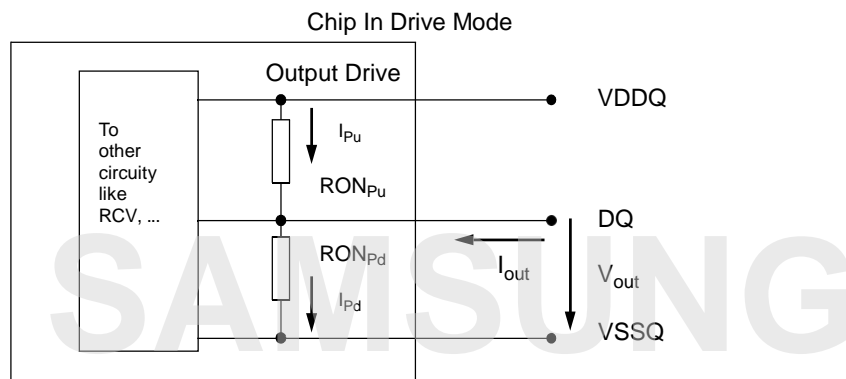 Chip In Drive Mode
Output Drive
VDDQ
To
other
circuity
like
RCV, ...
IPu
RONPu
DQ
RONPd
Iout
Vout
IPd
VSSQ
SAMSUNG